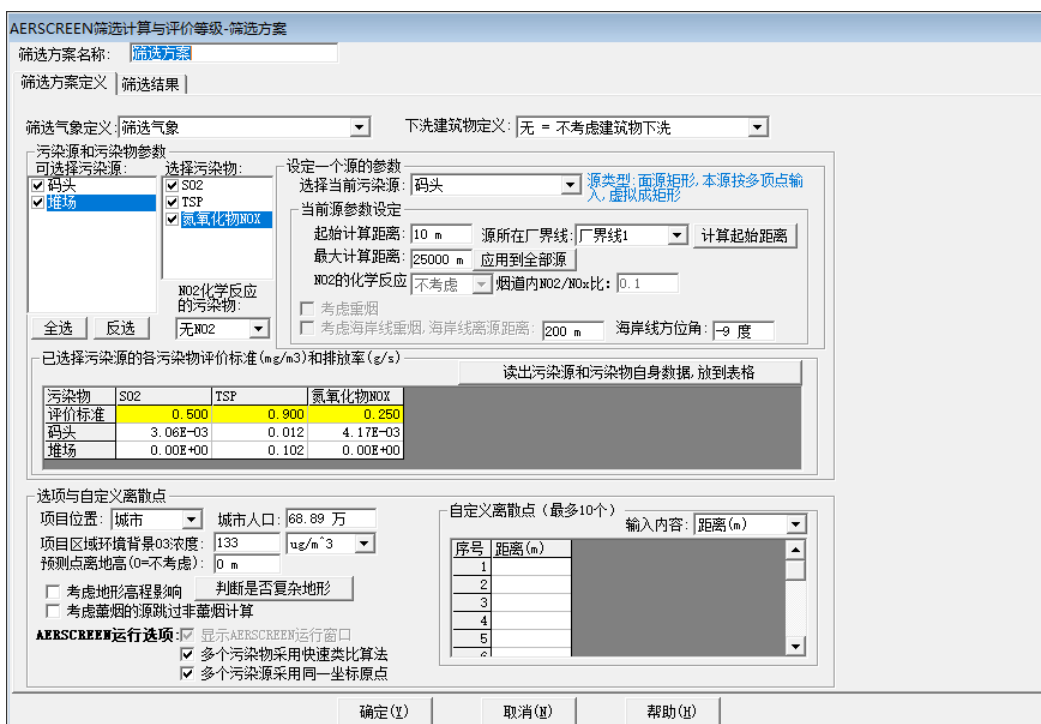 AERSCREEN筛选计算与评价等级-筛选方案
筛选方案名称: 筛选方案
筛选方案定义 筛选结果
筛选气象定义: 筛选气象 下洗建筑物定义: 无 = 不考虑建筑物下洗
污染源和污染物参数
可选择污染源: 选择污染物: 设定一个源的参数
码头 SO2 选择当前污染源: 码头 源类型: 面源矩形, 本源按多顶点输
堆场 TSP 入, 虚拟成矩形
氮氧化物NOX 当前源参数设定
起始计算距离: 10 m 源所在厂界线: 厂界线1 计算起始距离
最大计算距离: 25000 m 应用到全部源
NO2化学反应 NO2的化学反应 不考虑 烟道内NO2/NOx比: 0.1
的污染物: 考虑重烟
全选 反选 无NO2 考虑海岸线重烟, 海岸线离源距离: 200 m 海岸线方位角: -9 度
已选择污染源的各污染物评价标准(mg/m3)和排放率(g/s)
读出污染源和污染物自身数据, 放到表格
污染物 SO2 TSP 氮氧化物NOX
评价标准 0.500 0.900 0.250
码头 3.06E-03 0.012 4.17E-03
堆场 0.00E+00 0.102 0.00E+00
选项与自定义离散点
项目位置: 城市 城市人口: 68.89 万
项目区域环境背景O3浓度: 133 ug/m^3
预测点离地高(0=不考虑): 0 m
考虑地形高程影响 判断是否复杂地形
考虑薰烟的源跳过非薰烟计算
AERSCREEN运行选项: 显示AERSCREEN运行窗口
多个污染物采用快速类比算法
多个污染源采用同一坐标原点
自定义离散点（最多10个）
输入内容: 距离(m)
序号 距离(m)
1
2
3
4
5
6
确定(Y) 取消(N) 帮助(H)